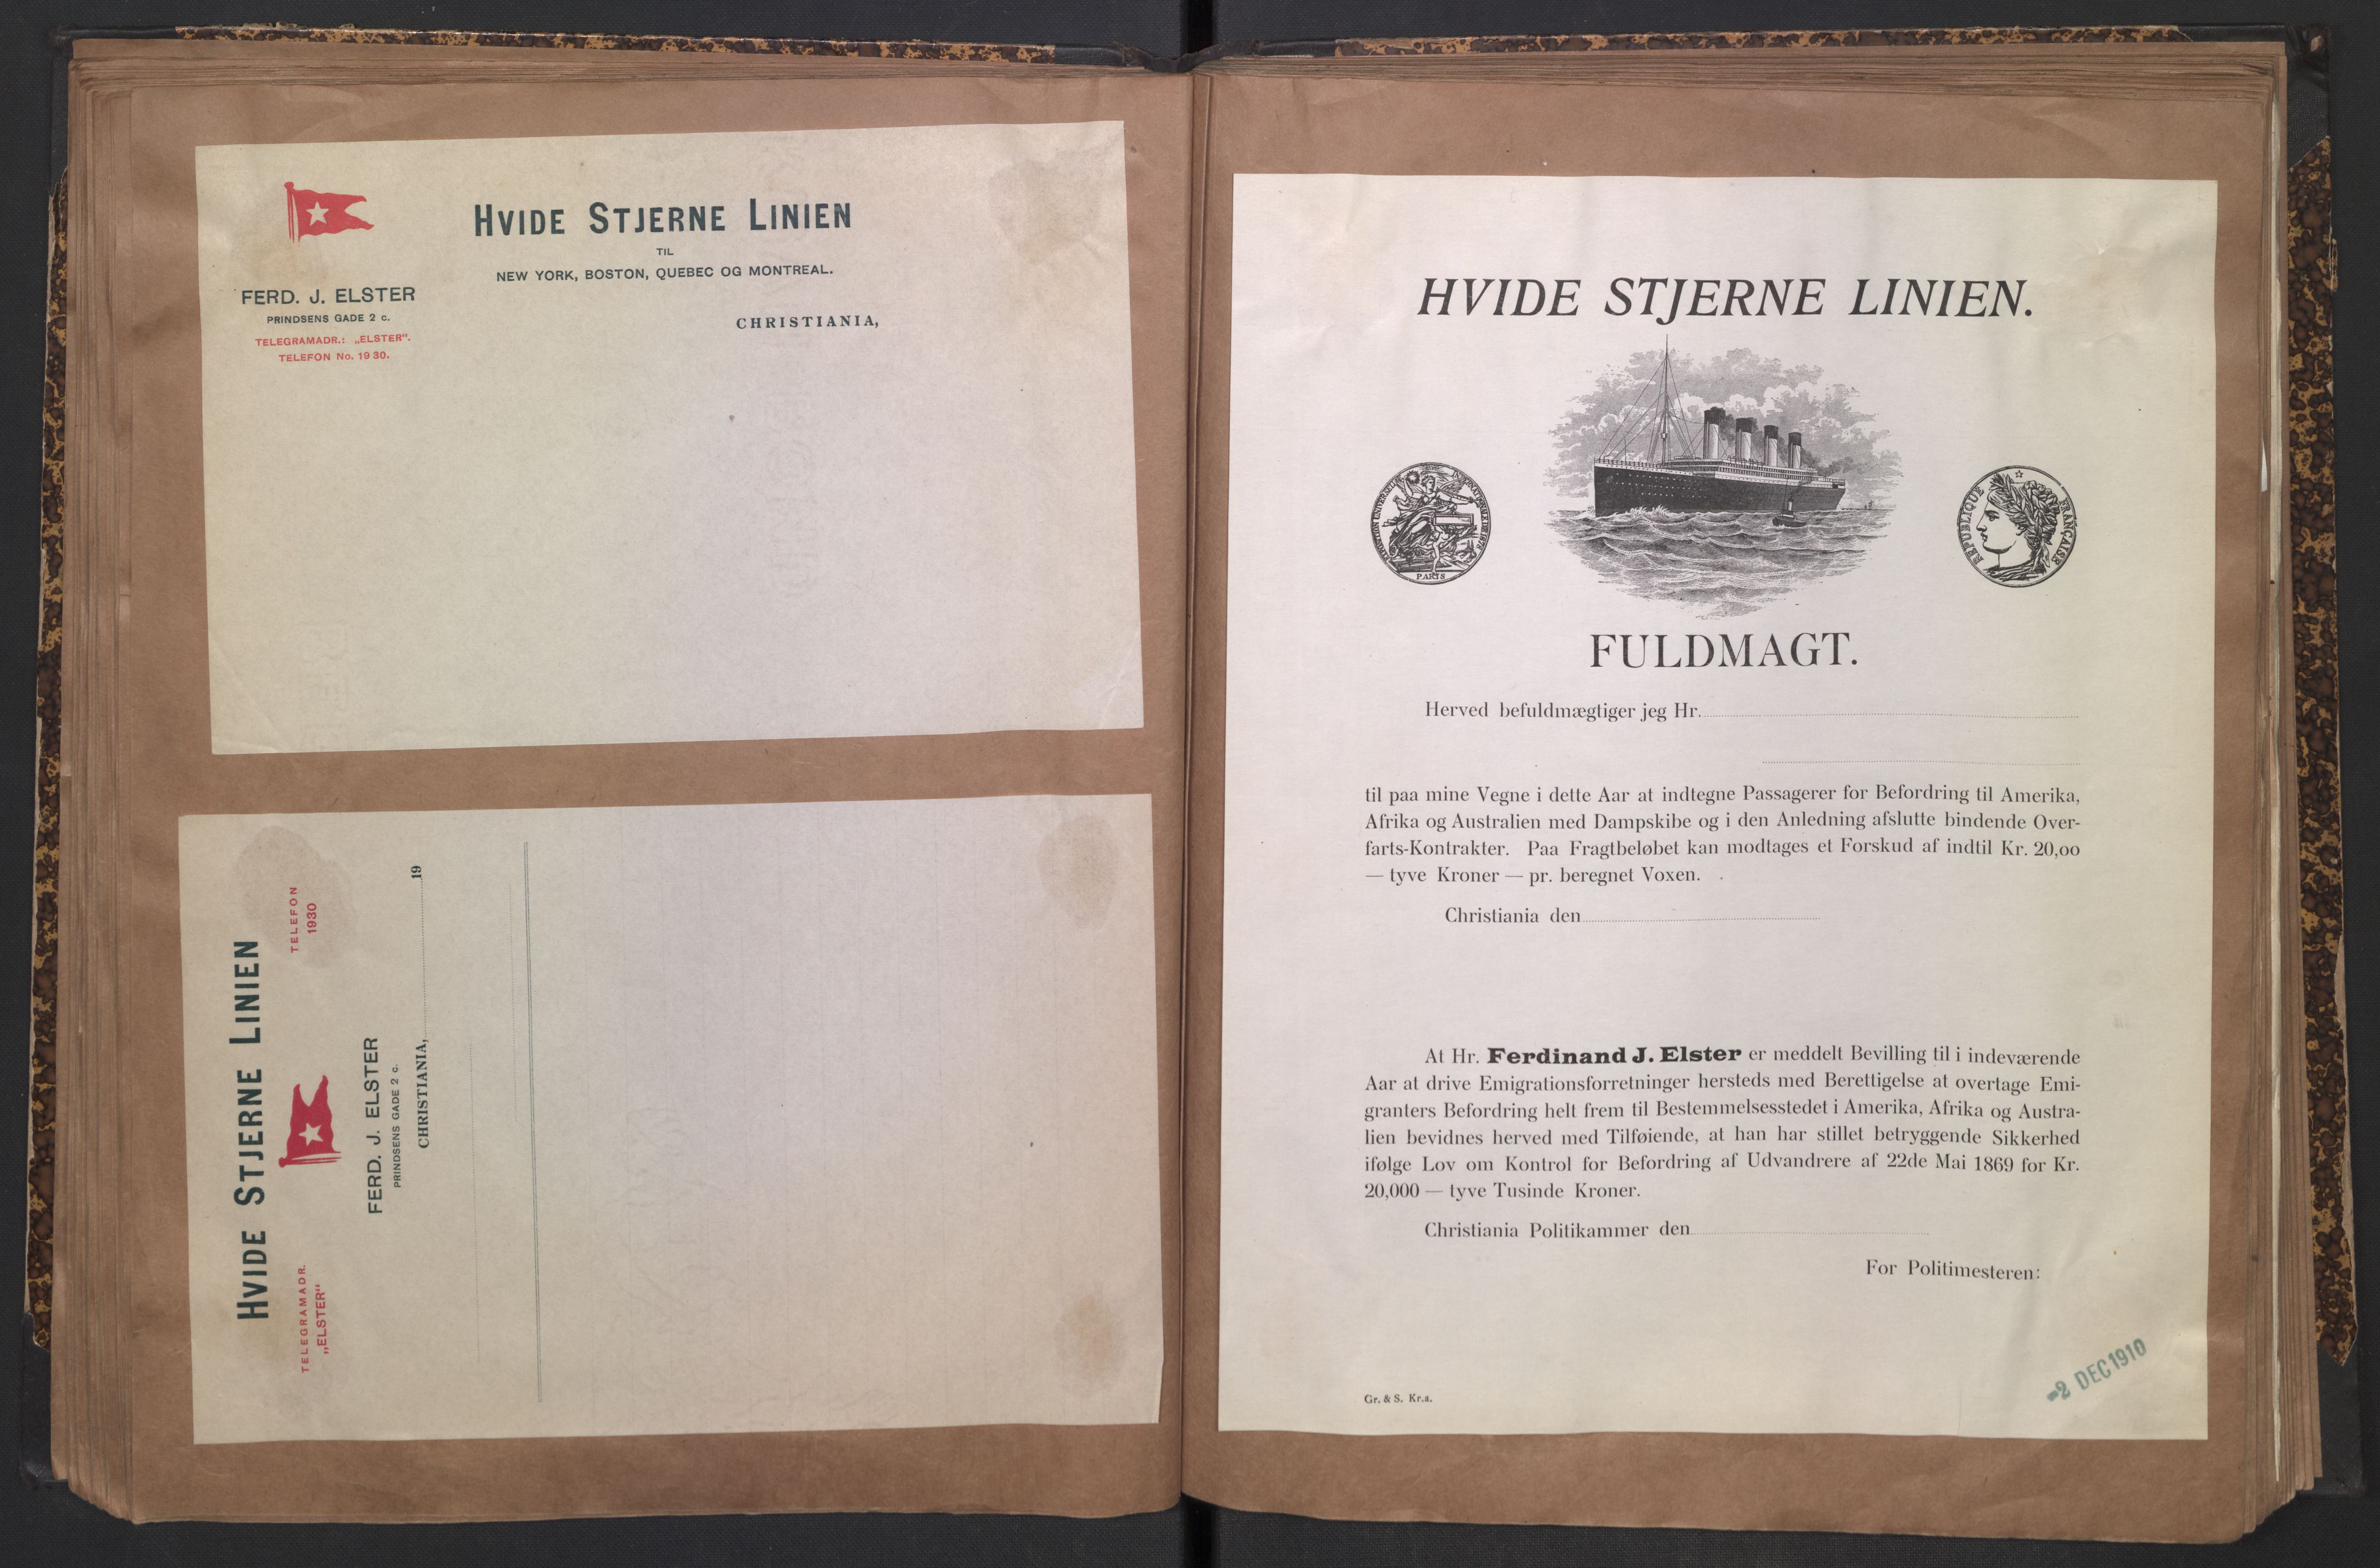 HVIDE STJERNE LINIEN
TIL
NEW YORK, BOSTON, QUEBEC OG MONTREAL.
FERD. J. ELSTER
PRINDSENS GADE 2 c.
TELEGRAMADR.: „ELSTER“.
TELEFON No. 19 30.
CHRISTIANIA,
HVIDE STJERNE LINIEN
TELEGRAMADR.
„ELSTER“
TELEFON
1930
FERD. J. ELSTER
PRINDSENS GADE 2 c.
CHRISTIANIA, 19
HVIDE STJERNE LINIEN.
PARIS
REPUBLIQUE FRANÇAISE
FULDMAGT.
Herved befuldmægtiger jeg Hr.
til paa mine Vegne i dette Aar at indtegne Passagerer for Befordring til Amerika,
Afrika og Australien med Dampskibe og i den Anledning afslutte bindende Over-
farts-Kontrakter. Paa Fragtbeløbet kan modtages et Forskud af indtil Kr. 20,00
— tyve Kroner — pr. beregnet Voxen.
Christiania den
At Hr. Ferdinand J. Elster er meddelt Bevilling til i indeværende
Aar at drive Emigrationsforretninger hersteds med Berettigelse at overtage Emi-
granters Befordring helt frem til Bestemmelsesstedet i Amerika, Afrika og Austra-
lien bevidnes herved med Tilføiende, at han har stillet betryggende Sikkerhed
ifølge Lov om Kontrol for Befordring af Udvandrere af 22de Mai 1869 for Kr.
20,000 — tyve Tusinde Kroner.
Christiania Politikammer den
For Politimesteren:
Gr. & S. Kr.a.
-2 DEC 1910